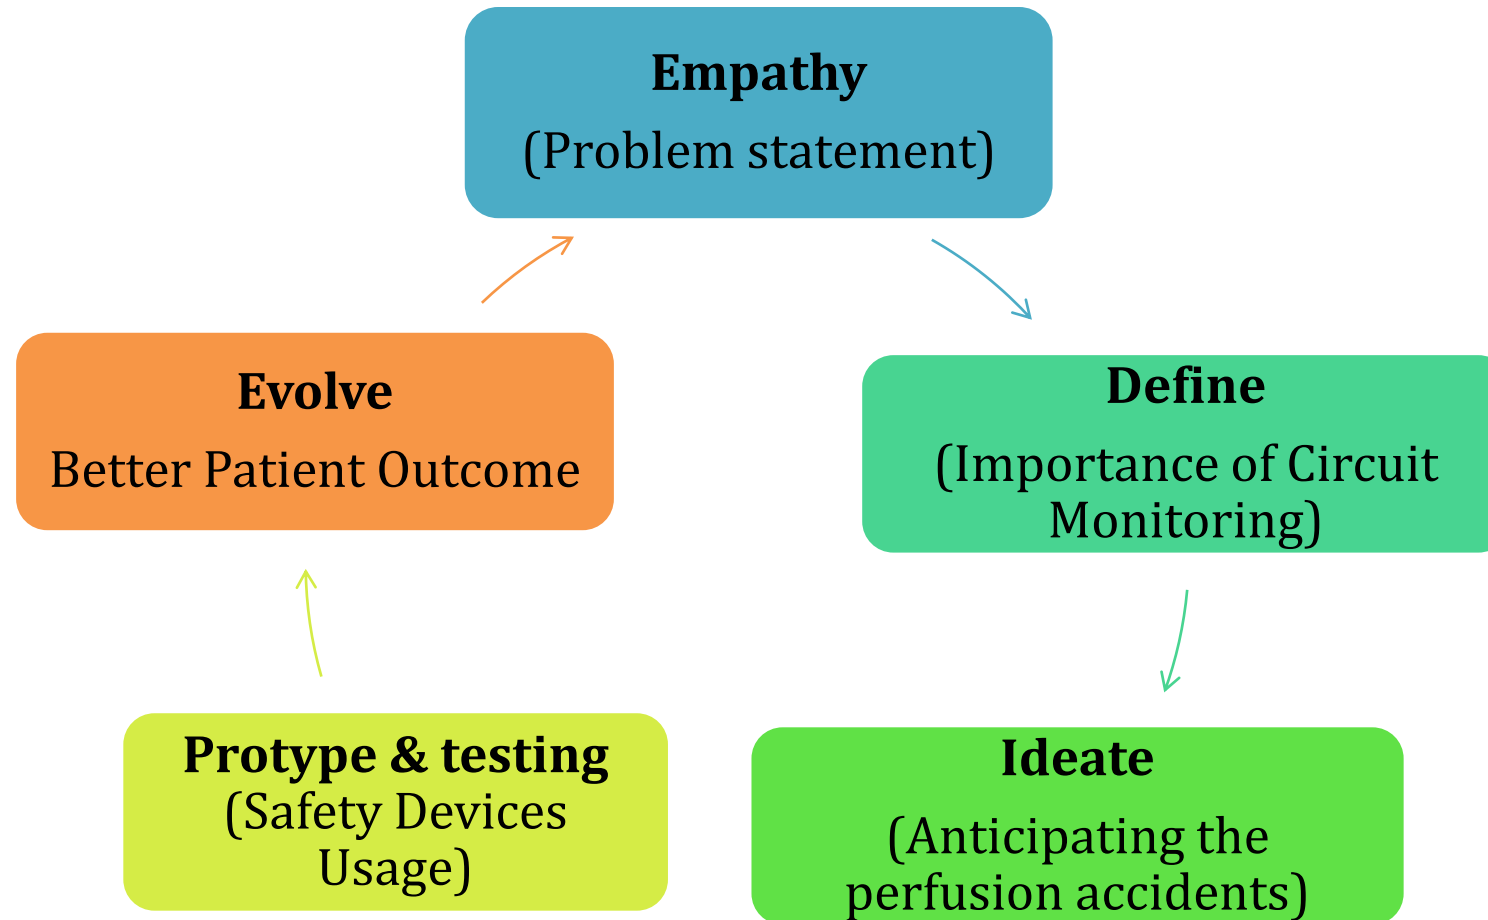 Empathy
(Problem statement)
Define
(Importance of Circuit
Monitoring)
Ideate
(Anticipating the
perfusion accidents)
Protype & testing
(Safety Devices
Usage)
Evolve
Better Patient Outcome